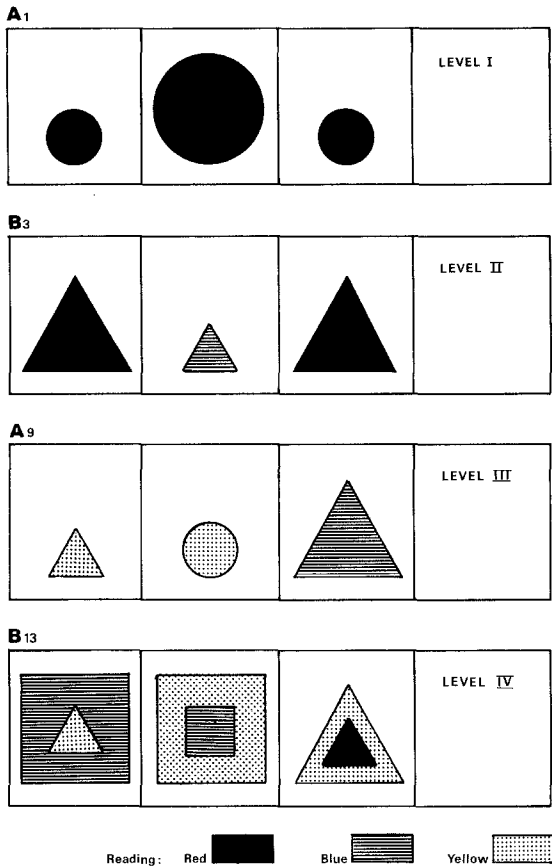 A1
LEVEL I
B3
LEVEL II
A9
LEVEL III
B13
LEVEL IV
Reading: Red Blue Yellow